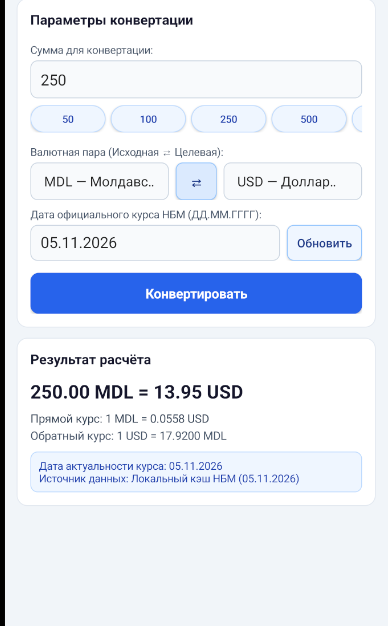 Параметры конвертации
Сумма для конвертации:
250
50 100 250 500
Валютная пара (Исходная ⇄ Целевая):
MDL — Молдавс.. ⇄ USD — Доллар..
Дата официального курса НБМ (ДД.ММ.ГГГГ):
05.11.2026 Обновить
Конвертировать
Результат расчёта
250.00 MDL = 13.95 USD
Прямой курс: 1 MDL = 0.0558 USD
Обратный курс: 1 USD = 17.9200 MDL
Дата актуальности курса: 05.11.2026
Источник данных: Локальный кэш НБМ (05.11.2026)